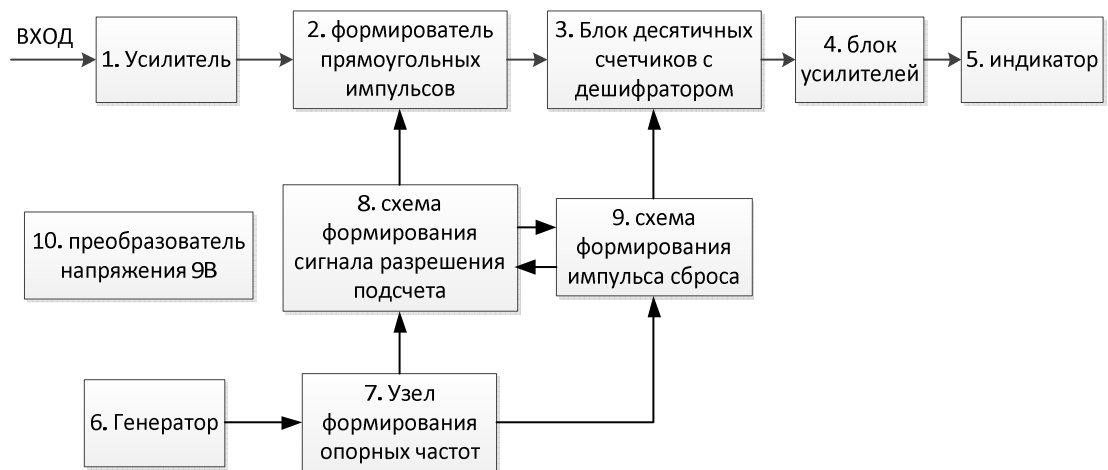 ВХОД
1. Усилитель
2. формирователь
прямоугольных
импульсов
3. Блок десятичных
счетчиков с
дешифратором
4. блок
усилителей
5. индикатор
8. схема
формирования
сигнала разрешения
подсчета
9. схема
формирования
импульса сброса
10. преобразователь
напряжения 9В
6. Генератор
7. Узел
формирования
опорных частот